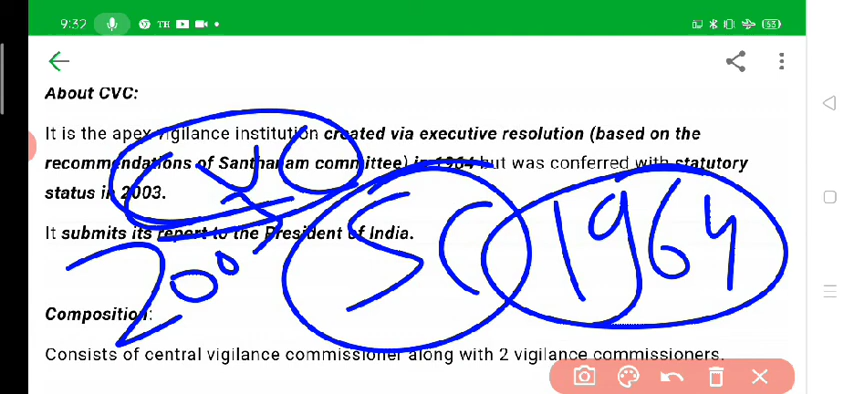 9:32 TH 53
About CVC:
It is the apex vigilance institution created via executive resolution (based on the
recommendations of Santhanam committee) in 1964 but was conferred with statutory
status in 2003.
It submits its report to the President of India.
Composition:
Consists of central vigilance commissioner along with 2 vigilance commissioners.
CVC
2003 SC 1964